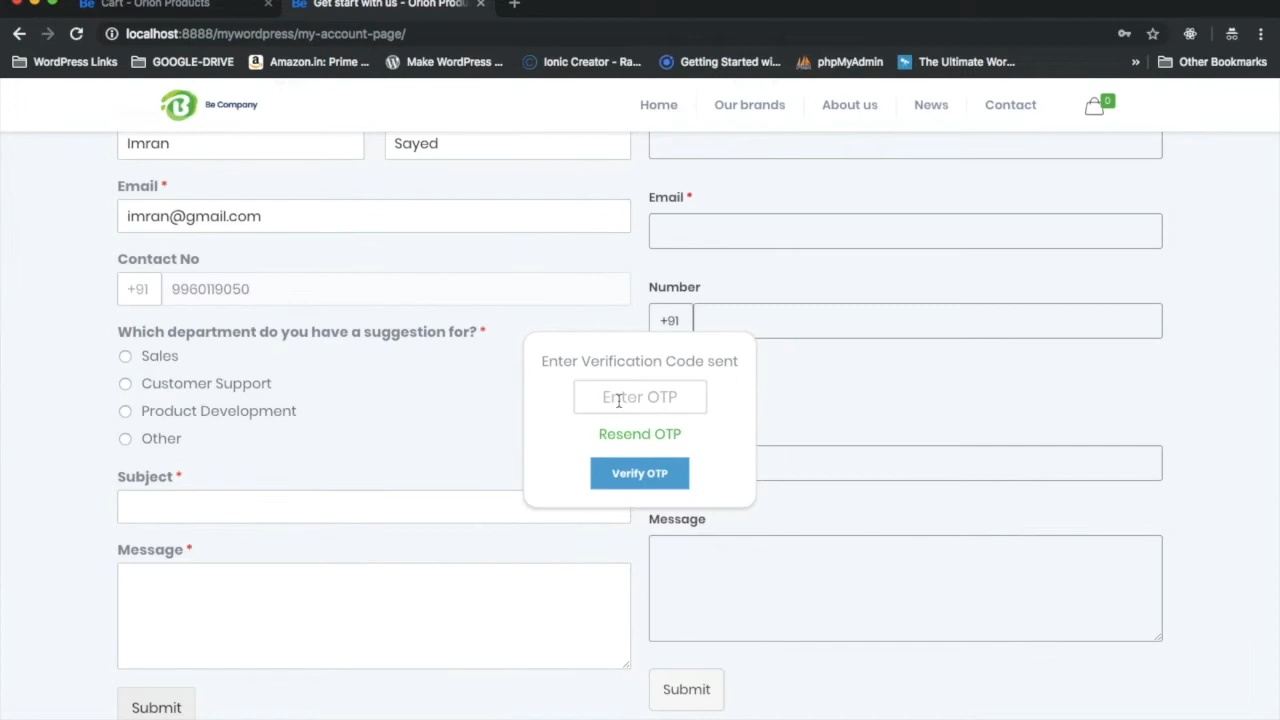 Cart - Orion Products
Get start with us - Orion Produ
localhost:8888/mywordpress/my-account-page/
WordPress Links
GOOGLE-DRIVE
Amazon.in: Prime ...
Make WordPress ...
Ionic Creator - Ra...
Getting Started wi...
phpMyAdmin
The Ultimate Wor...
»
Other Bookmarks
Be Company
Home
Our brands
About us
News
Contact
0
Imran
Sayed
Email *
imran@gmail.com
Contact No
+91
9960119050
Which department do you have a suggestion for? *
Sales
Customer Support
Product Development
Other
Subject *
Message *
Submit
Email *
Number
+91
Enter Verification Code sent
Enter OTP
Resend OTP
Verify OTP
Message
Submit